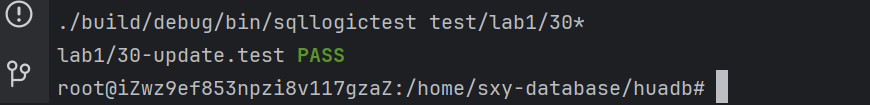 ./build/debug/bin/sqllogictest test/lab1/30*
lab1/30-update.test PASS
root@iZwz9ef853npzi8v117gzaZ:/home/sxy-database/huadb#